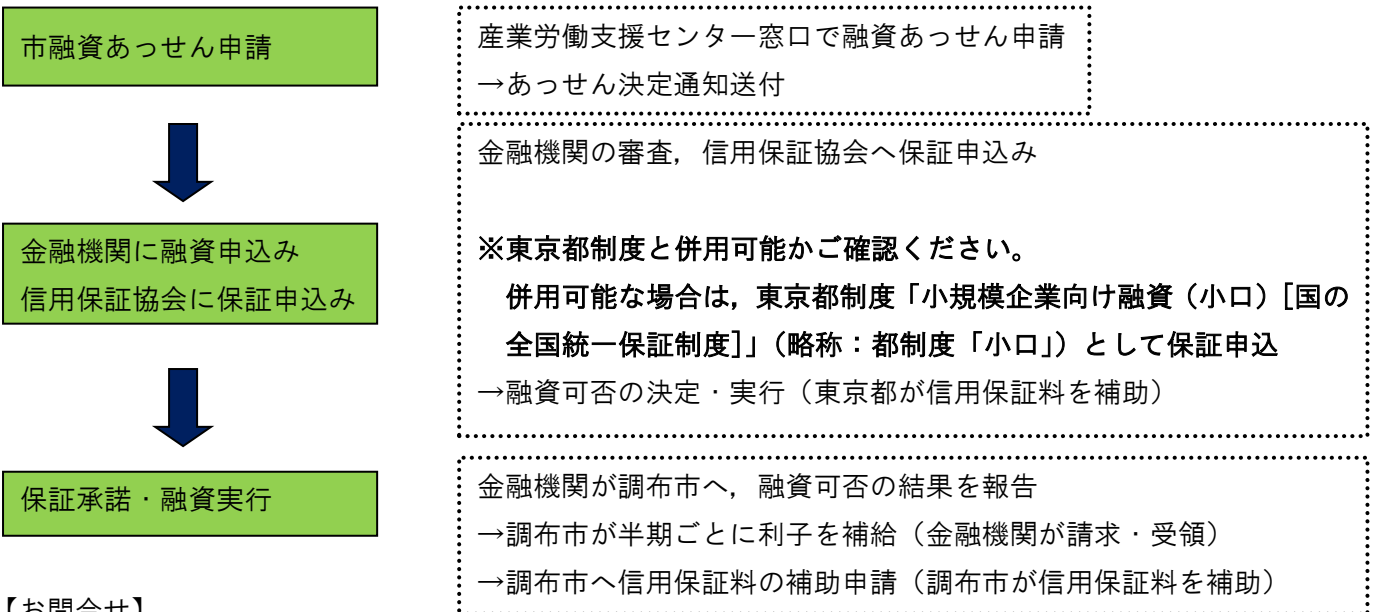 市融資あっせん申請
産業労働支援センター窓口で融資あっせん申請
→あっせん決定通知送付
金融機関に融資申込み
信用保証協会に保証申込み
金融機関の審査，信用保証協会へ保証申込み
※東京都制度と併用可能かご確認ください。
併用可能な場合は，東京都制度「小規模企業向け融資（小口）[国の
全国統一保証制度]」（略称：都制度「小口」）として保証申込
→融資可否の決定・実行（東京都が信用保証料を補助）
保証承諾・融資実行
金融機関が調布市へ，融資可否の結果を報告
→調布市が半期ごとに利子を補給（金融機関が請求・受領）
→調布市へ信用保証料の補助申請（調布市が信用保証料を補助）
【お問合せ】